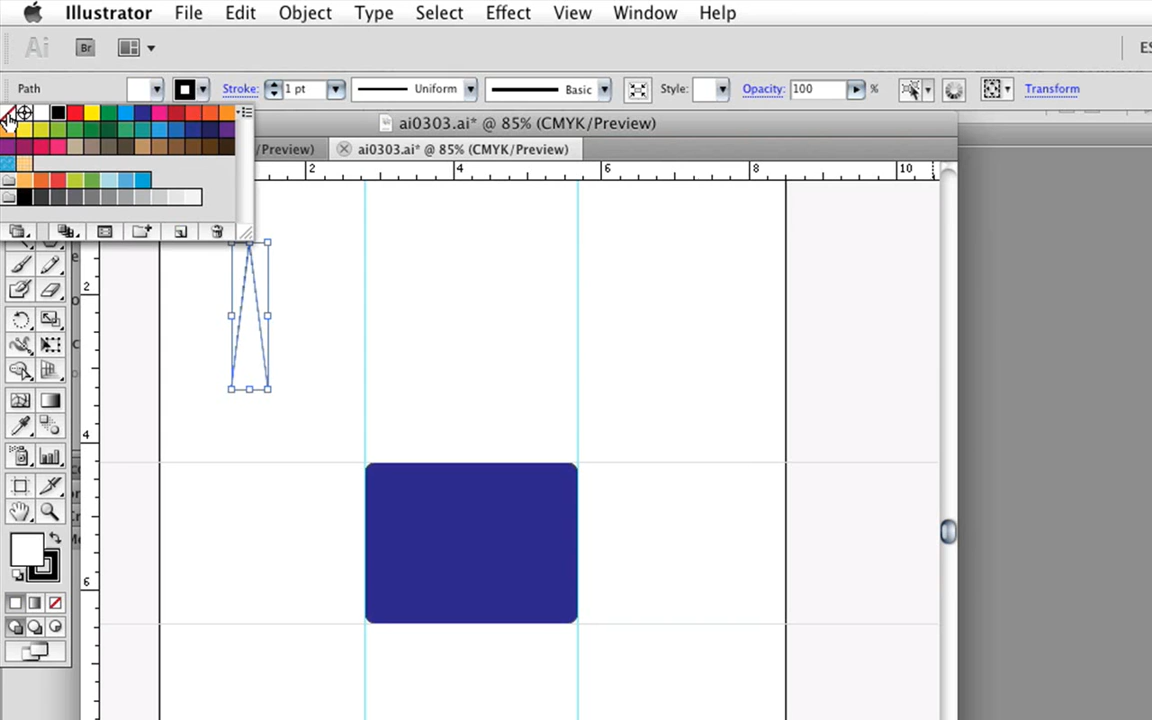 Illustrator File Edit Object Type Select Effect View Window Help
Ai Br ES
Path Stroke: 1 pt Uniform Basic Style: Opacity: 100 % Transform
ai0303.ai* @ 85% (CMYK/Preview)
/Preview) ai0303.ai* @ 85% (CMYK/Preview)
2 4 6 8 10
2
4
6